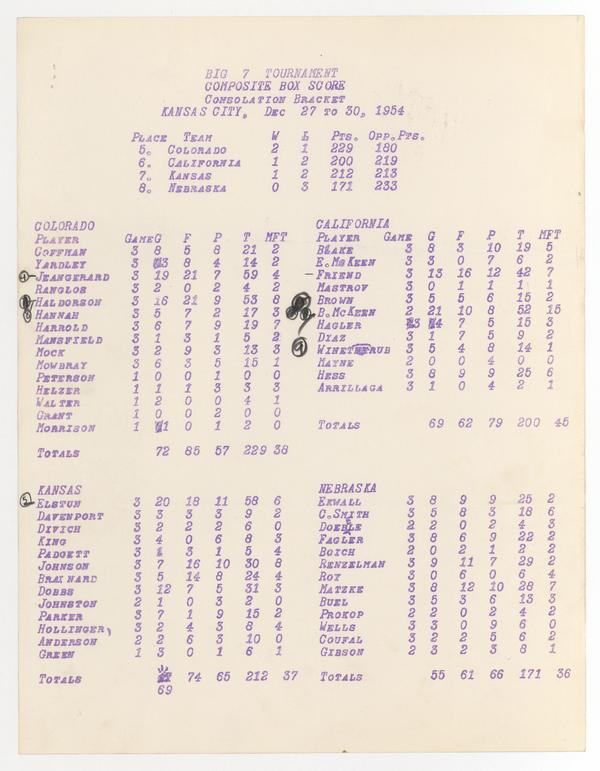 BIG 7 TOURNAMENT
COMPOSITE BOX SCORE
CONSOLATION BRACKET
KANSAS CITY, DEC 27 TO 30, 1954
PLACE TEAM W L PTS. OPP.PTS.
5. COLORADO 2 1 229 180
6. CALIFORNIA 1 2 200 219
7. KANSAS 1 2 212 213
8. NEBRASKA 0 3 171 233
COLORADO
PLAYER GAMEG F P T MFT
COFFMAN 3 8 5 8 21 2
YARDLEY 3 3 8 4 14 2
JEANGERARD 3 19 21 7 59 4
RANGLOS 3 2 0 2 4 2
HALDORSON 3 16 21 9 53 8
HANNAH 3 5 7 2 17 3
HARROLD 3 6 7 9 19 7
MANSFIELD 3 1 3 1 5 2
MOCK 3 2 9 3 13 3
MOWBRAY 3 6 3 5 15 1
PETERSON 1 0 0 1 0 0
HELZER 1 1 1 3 3 3
WALTER 1 2 0 0 4 1
GRANT 1 0 0 2 0 0
MORRISON 1 1 0 1 2 0
TOTALS 72 85 57 229 38
CALIFORNIA
PLAYER GAME G F P T MFT
BLAKE 3 8 3 10 19 5
E.MCKEEN 3 3 0 7 6 2
FRIEND 3 13 16 12 42 7
MASTROV 3 0 1 1 1 1
BROWN 3 5 5 6 15 2
B.MCKEEN 2 21 10 8 52 15
HAGLER 3 4 7 5 15 3
DIAZ 3 1 7 5 9 2
WINETTRUB 3 5 4 8 14 1
MAYNE 2 0 0 4 0 0
HESS 3 8 9 9 25 6
ARRILLAGA 3 1 0 4 2 1
TOTALS 69 62 79 200 45
KANSAS
5 ELSTUN 3 20 18 11 58 6
DAVENPORT 3 3 3 3 9 2
DIVICH 3 2 2 2 6 0
KING 3 4 0 6 8 3
PADGETT 3 1 3 1 5 4
JOHNSON 3 7 16 10 30 8
BRAINARD 3 5 14 8 24 4
DOBBS 3 12 7 5 31 3
JOHNSTON 2 1 0 3 2 0
PARKER 3 7 1 9 15 2
HOLLINGER 3 2 4 3 8 4
ANDERSON 2 2 6 3 10 0
GREEN 1 3 0 1 6 1
TOTALS 74 65 212 37
69
NEBRASKA
EKWALL 3 8 9 9 25 2
C.SMITH 3 5 8 3 18 6
DOEBLE 2 2 0 2 4 3
FAGLER 3 8 6 9 22 2
BOICH 2 0 2 1 2 2
RENZELMAN 3 9 11 7 29 2
ROY 3 0 6 0 6 4
MATZKE 3 8 12 10 28 7
BUEL 3 5 3 6 13 3
PROKOP 2 2 0 2 4 2
WELLS 3 3 0 9 6 0
COUFAL 3 2 2 5 6 2
GIBSON 2 3 2 3 8 1
TOTALS 55 61 66 171 36